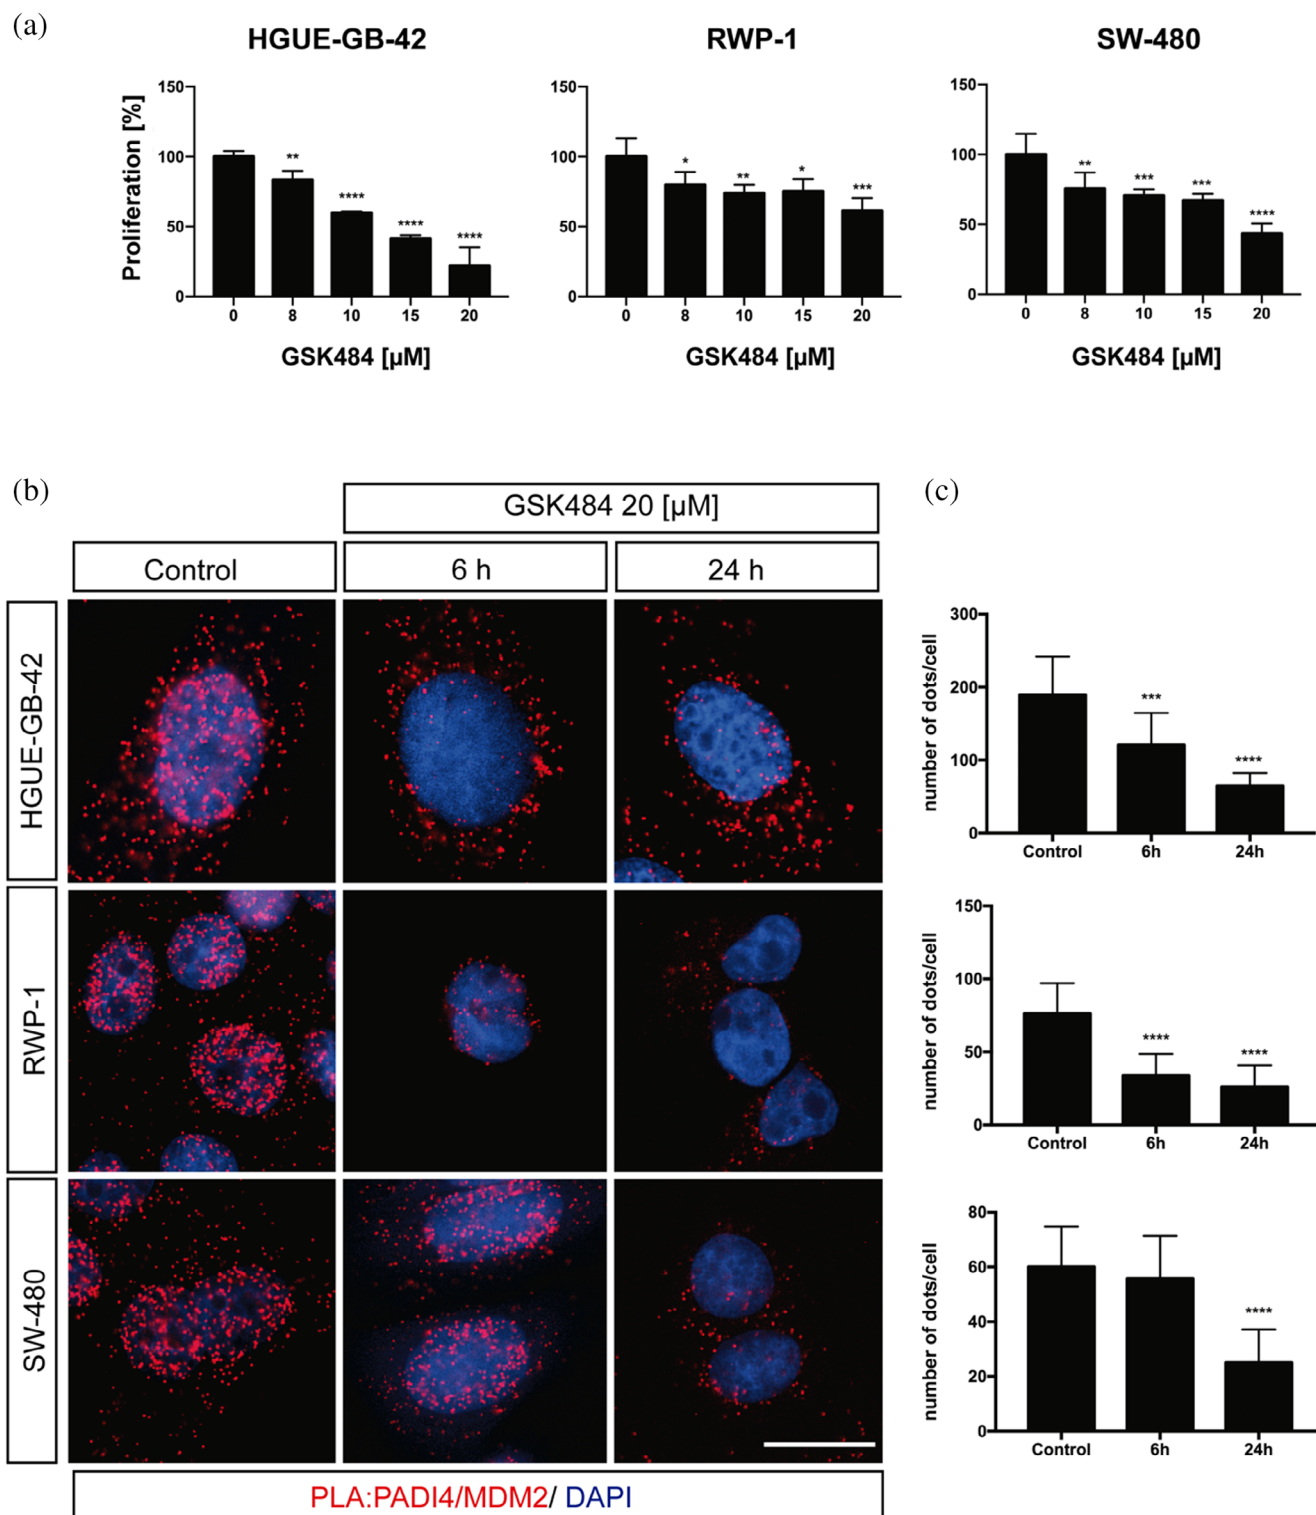 (a)
HGUE-GB-42
RWP-1
SW-480
Proliferation [%]
150
100
50
0
**
****
****
****
0 8 10 15 20
GSK484 [µM]
150
100
50
0
*
**
*
***
0 8 10 15 20
GSK484 [µM]
150
100
50
0
**
***
***
****
0 8 10 15 20
GSK484 [µM]
(b)
GSK484 20 [µM]
Control
6 h
24 h
HGUE-GB-42
RWP-1
SW-480
PLA:PADI4/MDM2/ DAPI
(c)
number of dots/cell
300
200
100
0
***
****
Control 6h 24h
number of dots/cell
150
100
50
0
****
****
Control 6h 24h
number of dots/cell
80
60
40
20
0
****
Control 6h 24h